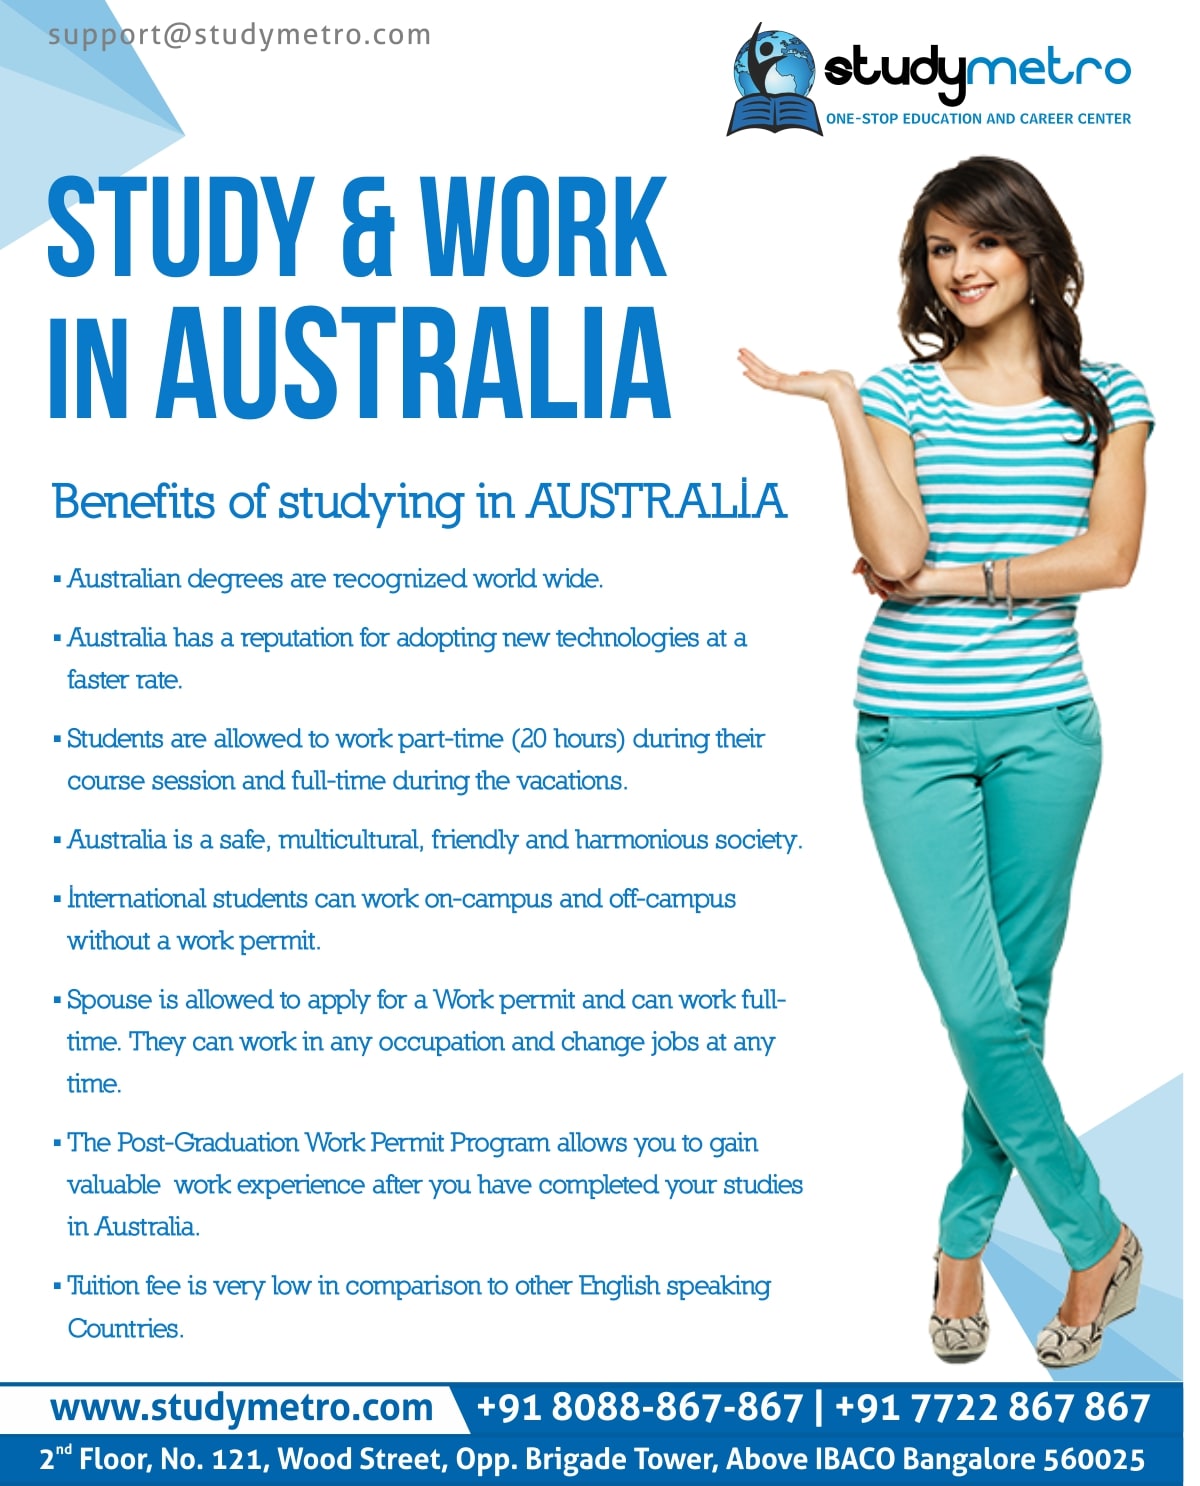 support@studymetro.com
studymetro
ONE-STOP EDUCATION AND CAREER CENTER
STUDY & WORK
IN AUSTRALIA
Benefits of studying in AUSTRALİA
▪ Australian degrees are recognized world wide.
▪ Australia has a reputation for adopting new technologies at a
faster rate.
▪ Students are allowed to work part-time (20 hours) during their
course session and full-time during the vacations.
▪ Australia is a safe, multicultural, friendly and harmonious society.
▪ İnternational students can work on-campus and off-campus
without a work permit.
▪ Spouse is allowed to apply for a Work permit and can work full-
time. They can work in any occupation and change jobs at any
time.
▪ The Post-Graduation Work Permit Program allows you to gain
valuable  work experience after you have completed your studies
in Australia.
▪ Tuition fee is very low in comparison to other English speaking
Countries.
www.studymetro.com +91 8088-867-867 | +91 7722 867 867
2nd Floor, No. 121, Wood Street, Opp. Brigade Tower, Above IBACO Bangalore 560025